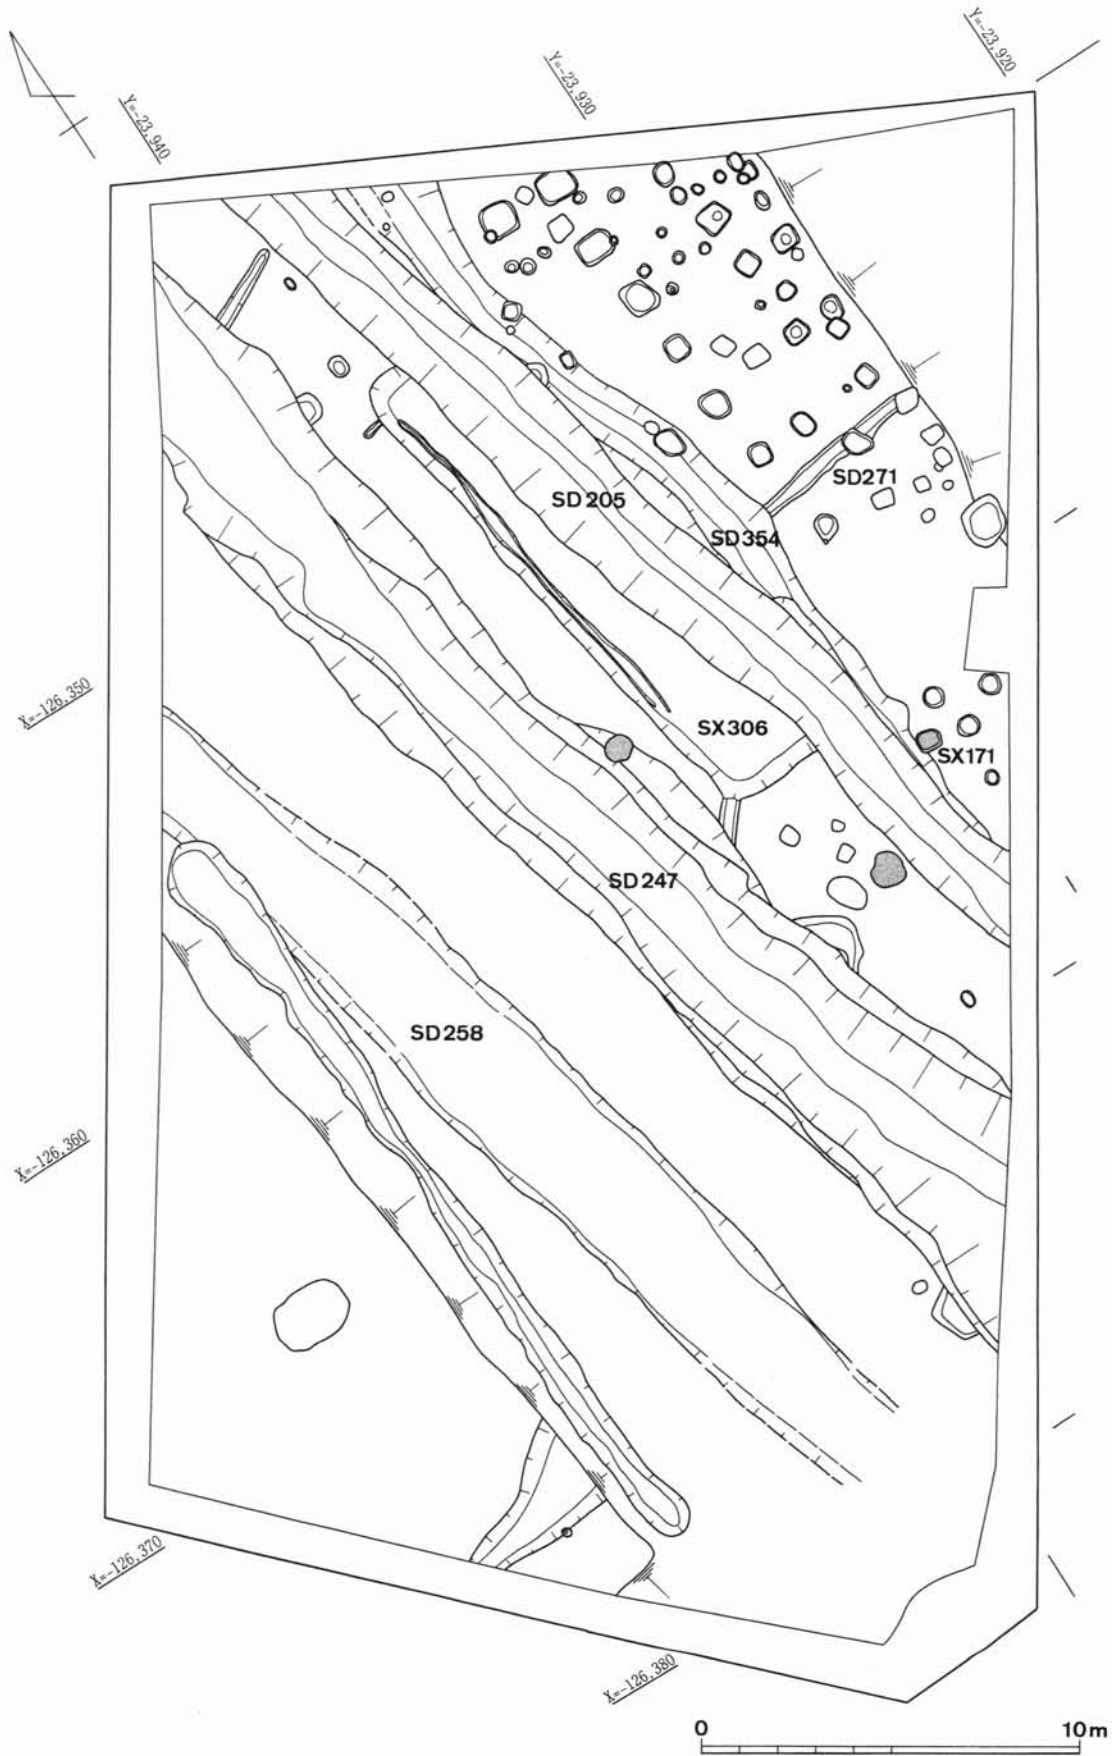 Y=-23,920
Y=-23,930
Y=-23,940
SD271
SD205
SD354
X=-126,350
SX306
SX171
SD247
SD258
X=-126,360
X=-126,370
X=-126,380
0 10m